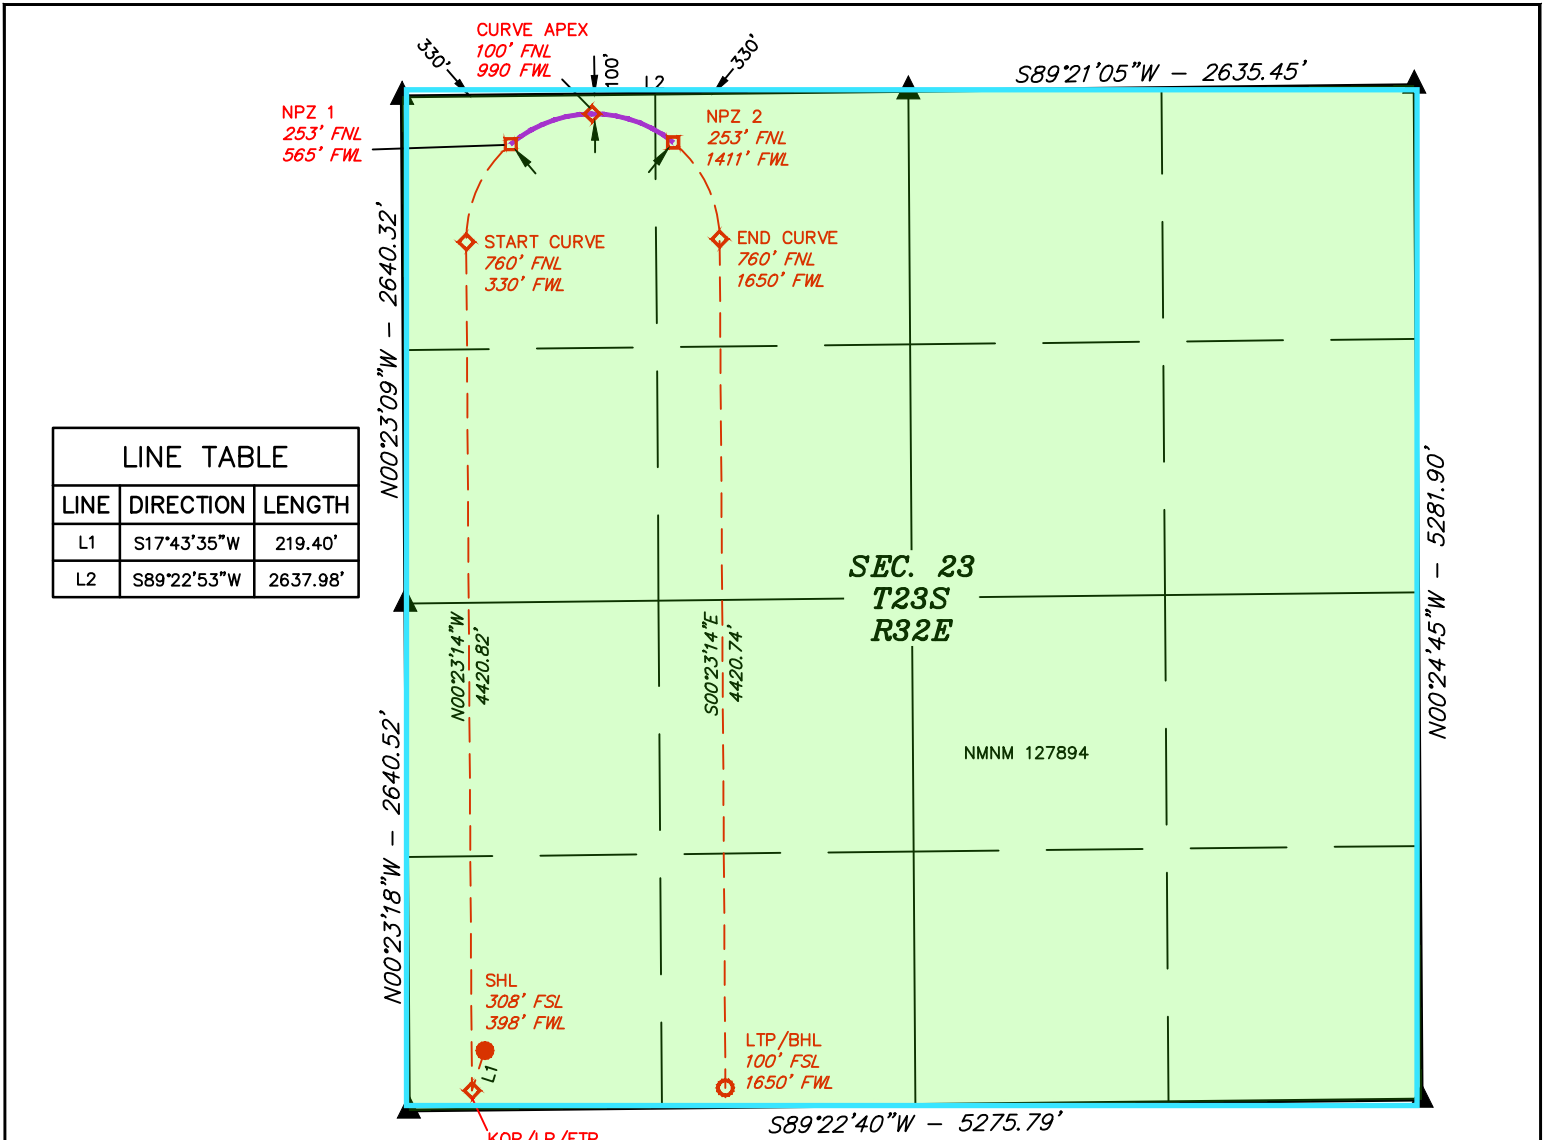 CURVE APEX
100' FNL
990 FWL
330'
100'
330'
L2
S89°21'05"W - 2635.45'
NPZ 1
253' FNL
565' FWL
NPZ 2
253' FNL
1411' FWL
START CURVE
760' FNL
330' FWL
END CURVE
760' FNL
1650' FWL
N00°23'09"W - 2640.32'
LINE TABLE
LINE DIRECTION LENGTH
L1 S17°43'35"W 219.40'
L2 S89°22'53"W 2637.98'
N00°24'45"W - 5281.90'
SEC. 23
T23S
R32E
N00°23'14"W
4420.82'
S00°23'14"E
4420.74'
NMNM 127894
N00°23'18"W - 2640.52'
SHL
308' FSL
398' FWL
L1
LTP/BHL
100' FSL
1650' FWL
S89°22'40"W - 5275.79'
KOP/LP/FTP